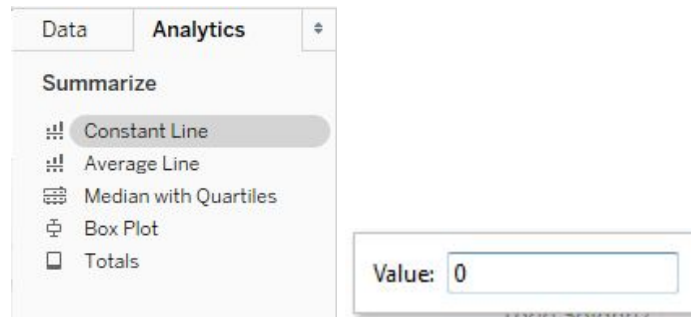 Data Analytics
Summarize
Constant Line
Average Line
Median with Quartiles
Box Plot
Totals
Value: 0